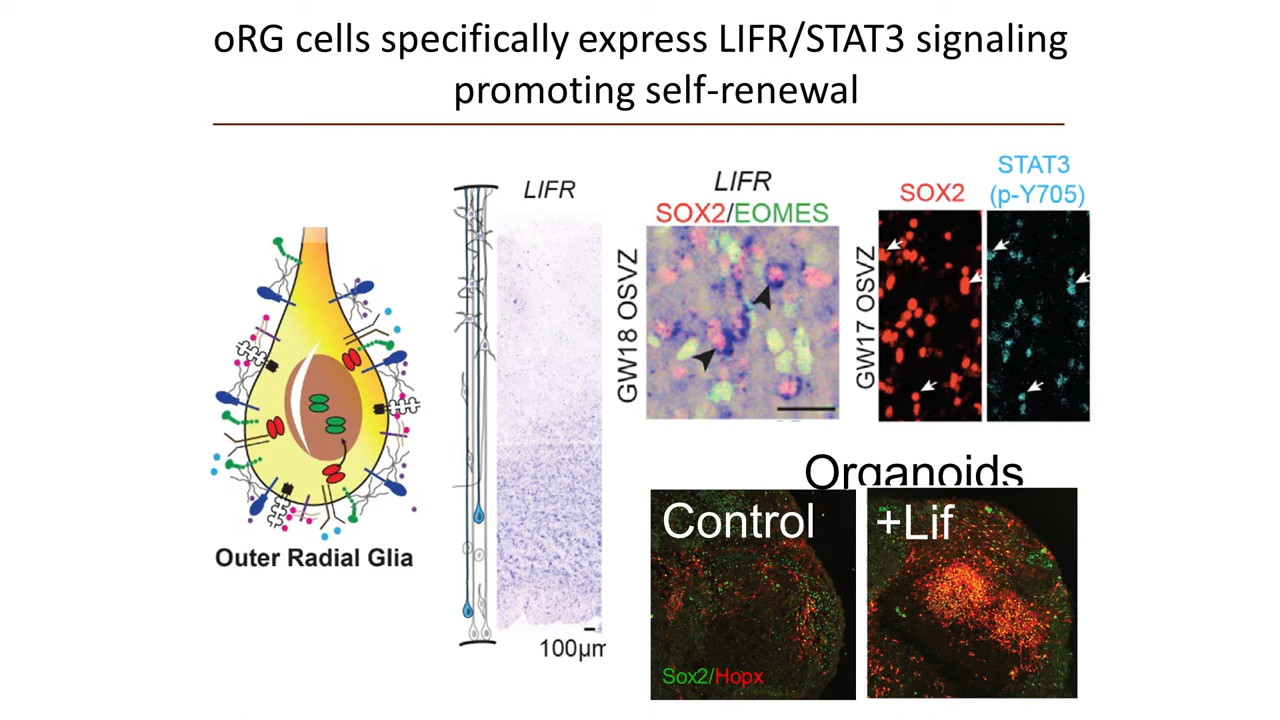 oRG cells specifically express LIFR/STAT3 signaling
promoting self-renewal
Outer Radial Glia
LIFR
100µm
LIFR
SOX2/EOMES
GW18 OSVZ
SOX2
STAT3
(p-Y705)
GW17 OSVZ
Organoids
Control
+Lif
Sox2/Hopx